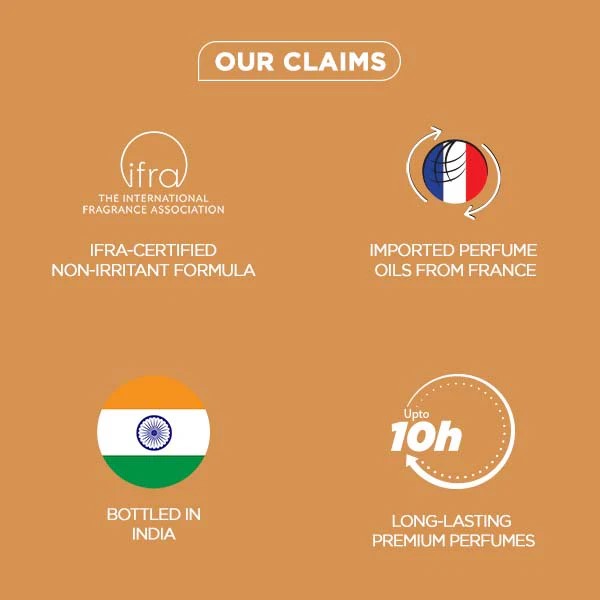 OUR CLAIMS
ifra
THE INTERNATIONAL
FRAGRANCE ASSOCIATION
IFRA-CERTIFIED
NON-IRRITANT FORMULA
IMPORTED PERFUME
OILS FROM FRANCE
BOTTLED IN
INDIA
Upto
10h
LONG-LASTING
PREMIUM PERFUMES